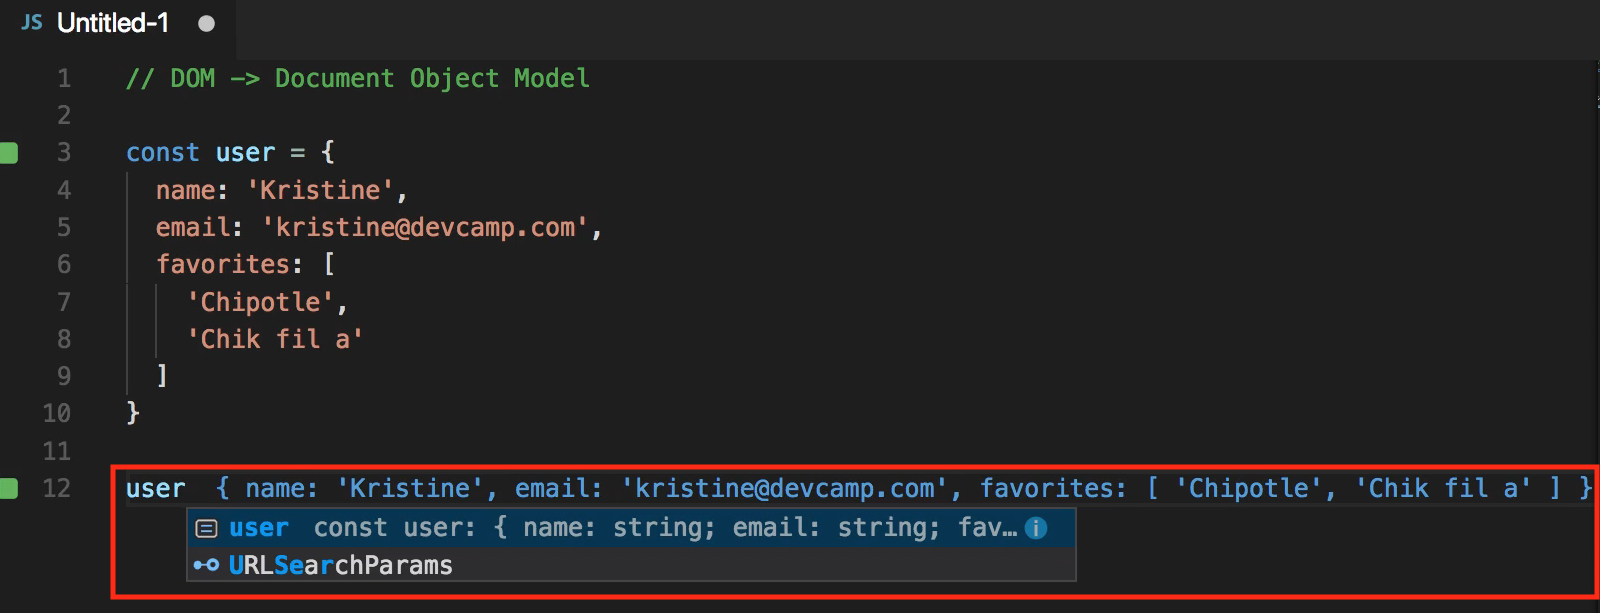 JS Untitled-1
1 // DOM -> Document Object Model
2
3 const user = {
4 name: 'Kristine',
5 email: 'kristine@devcamp.com',
6 favorites: [
7 'Chipotle',
8 'Chik fil a'
9 ]
10 }
11
12 user { name: 'Kristine', email: 'kristine@devcamp.com', favorites: [ 'Chipotle', 'Chik fil a' ] }
user const user: { name: string; email: string; fav…
URLSearchParams